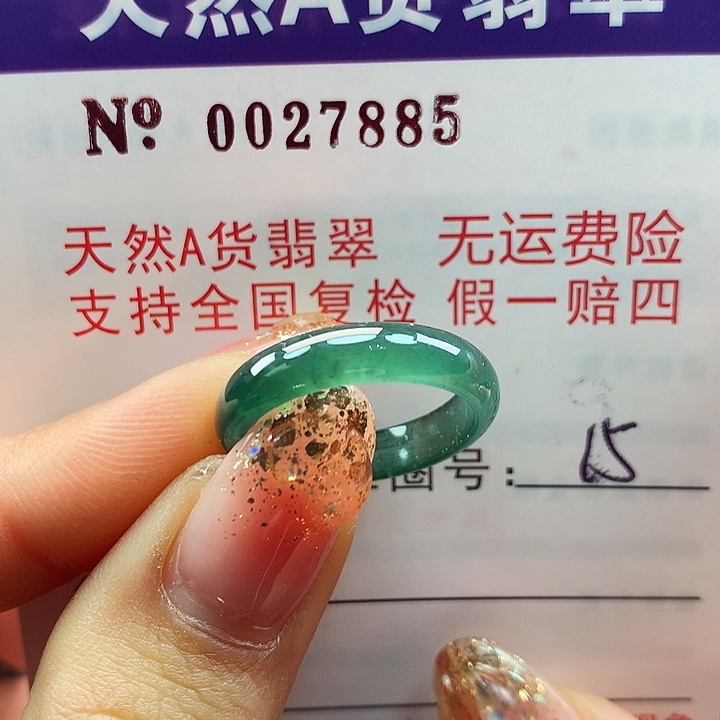 天然A货翡翠
Nº 0027885
天然A货翡翠 无运费险
支持全国复检 假一赔四
圈号: 15